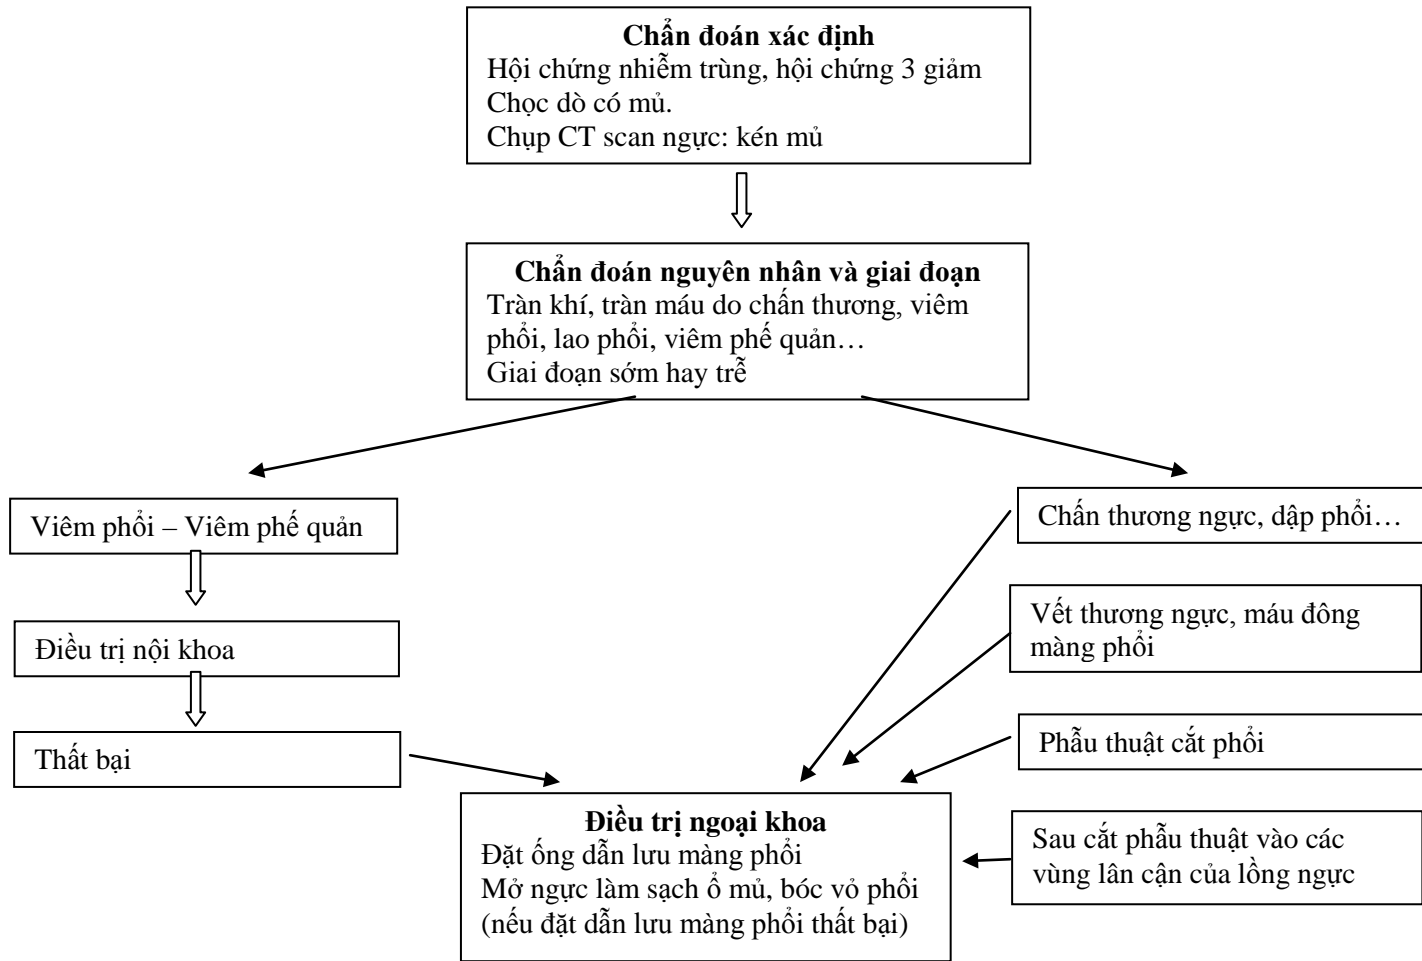 Chẩn đoán xác định
Hội chứng nhiễm trùng, hội chứng 3 giảm
Chọc dò có mủ.
Chụp CT scan ngực: kén mủ
Chẩn đoán nguyên nhân và giai đoạn
Tràn khí, tràn máu do chấn thương, viêm
phổi, lao phổi, viêm phế quản…
Giai đoạn sớm hay trễ
Viêm phổi – Viêm phế quản
Điều trị nội khoa
Thất bại
Chấn thương ngực, dập phổi…
Vết thương ngực, máu đông
màng phổi
Phẫu thuật cắt phổi
Sau cắt phẫu thuật vào các
vùng lân cận của lồng ngực
Điều trị ngoại khoa
Đặt ống dẫn lưu màng phổi
Mở ngực làm sạch ổ mủ, bóc vỏ phổi
(nếu đặt dẫn lưu màng phổi thất bại)